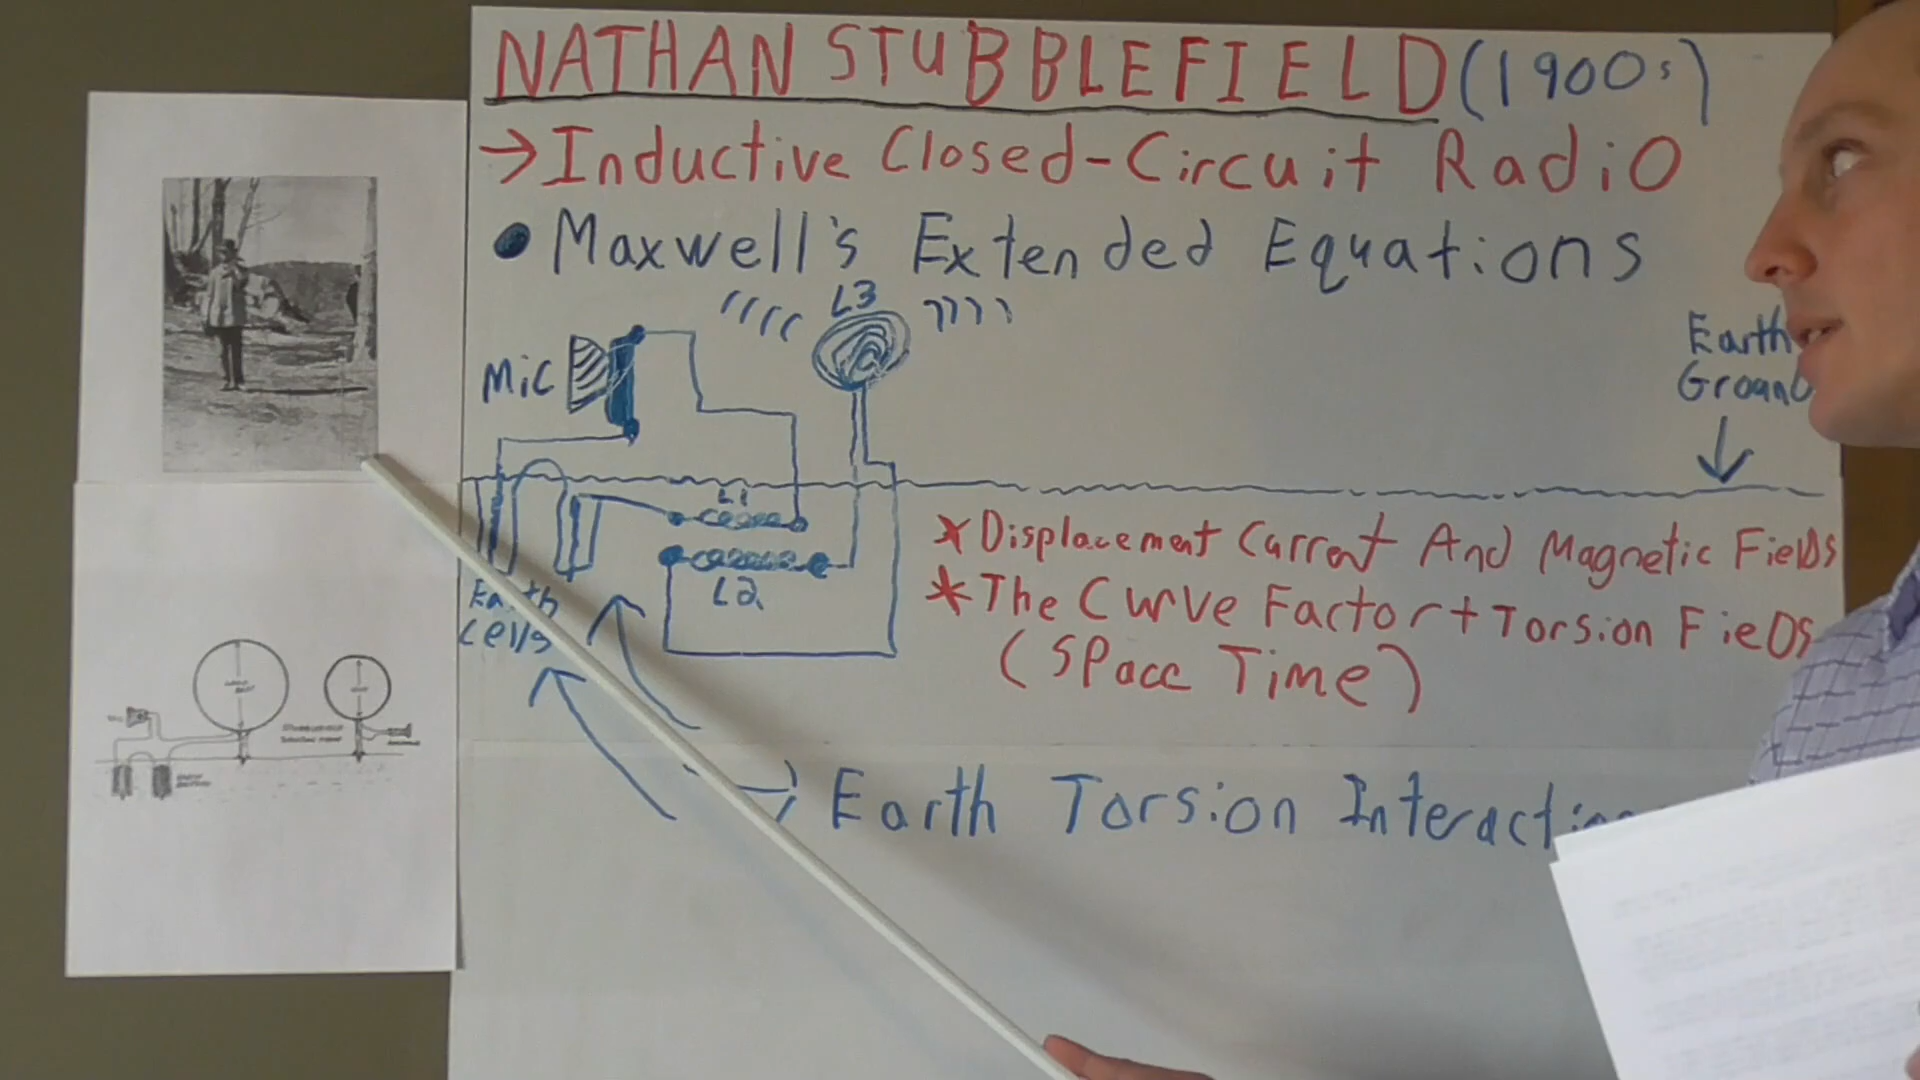 NATHAN STUBBLEFIELD (1900s)
→ Inductive Closed-Circuit Radio
• Maxwell's Extended Equations
L3
Mic
Earth
Ground
L1
L2
Earth
Cells
* Displacement Current And Magnetic Fields
* The Curve Factor + Torsion Fields
(Space Time)
→ Earth Torsion